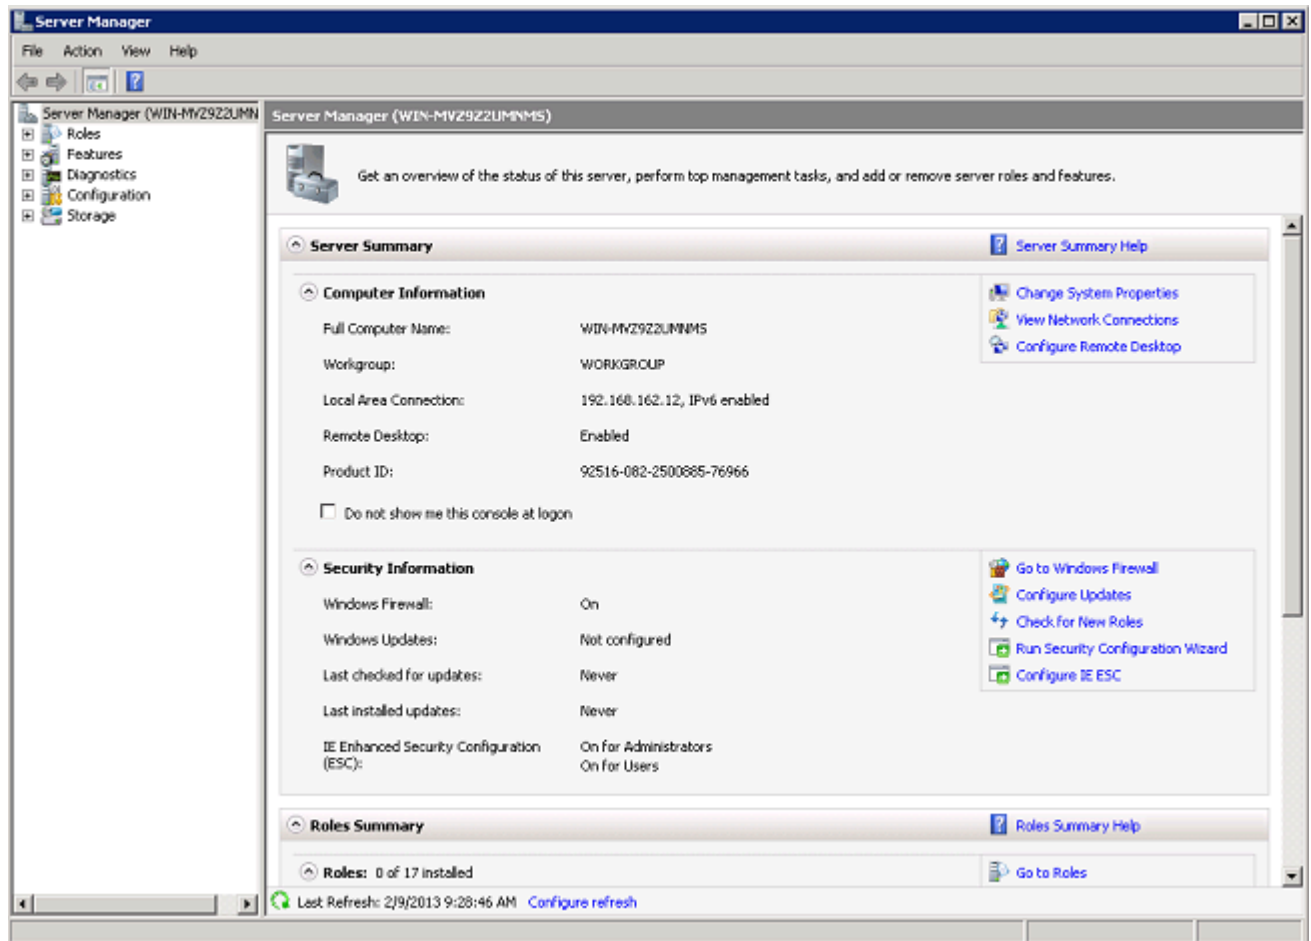 Server Manager
File Action View Help
Server Manager (WIN-MVZ9Z2UMN
Roles
Features
Diagnostics
Configuration
Storage
Server Manager (WIN-MVZ9Z2UMNMS)
Get an overview of the status of this server, perform top management tasks, and add or remove server roles and features.
Server Summary
Server Summary Help
Computer Information
Full Computer Name: WIN-MVZ9Z2UMNMS
Workgroup: WORKGROUP
Local Area Connection: 192.168.162.12, IPv6 enabled
Remote Desktop: Enabled
Product ID: 92516-082-2500885-76966
Do not show me this console at logon
Change System Properties
View Network Connections
Configure Remote Desktop
Security Information
Windows Firewall: On
Windows Updates: Not configured
Last checked for updates: Never
Last installed updates: Never
IE Enhanced Security Configuration On for Administrators
(ESC): On for Users
Go to Windows Firewall
Configure Updates
Check for New Roles
Run Security Configuration Wizard
Configure IE ESC
Roles Summary
Roles Summary Help
Roles: 0 of 17 installed
Go to Roles
Last Refresh: 2/9/2013 9:28:46 AM Configure refresh